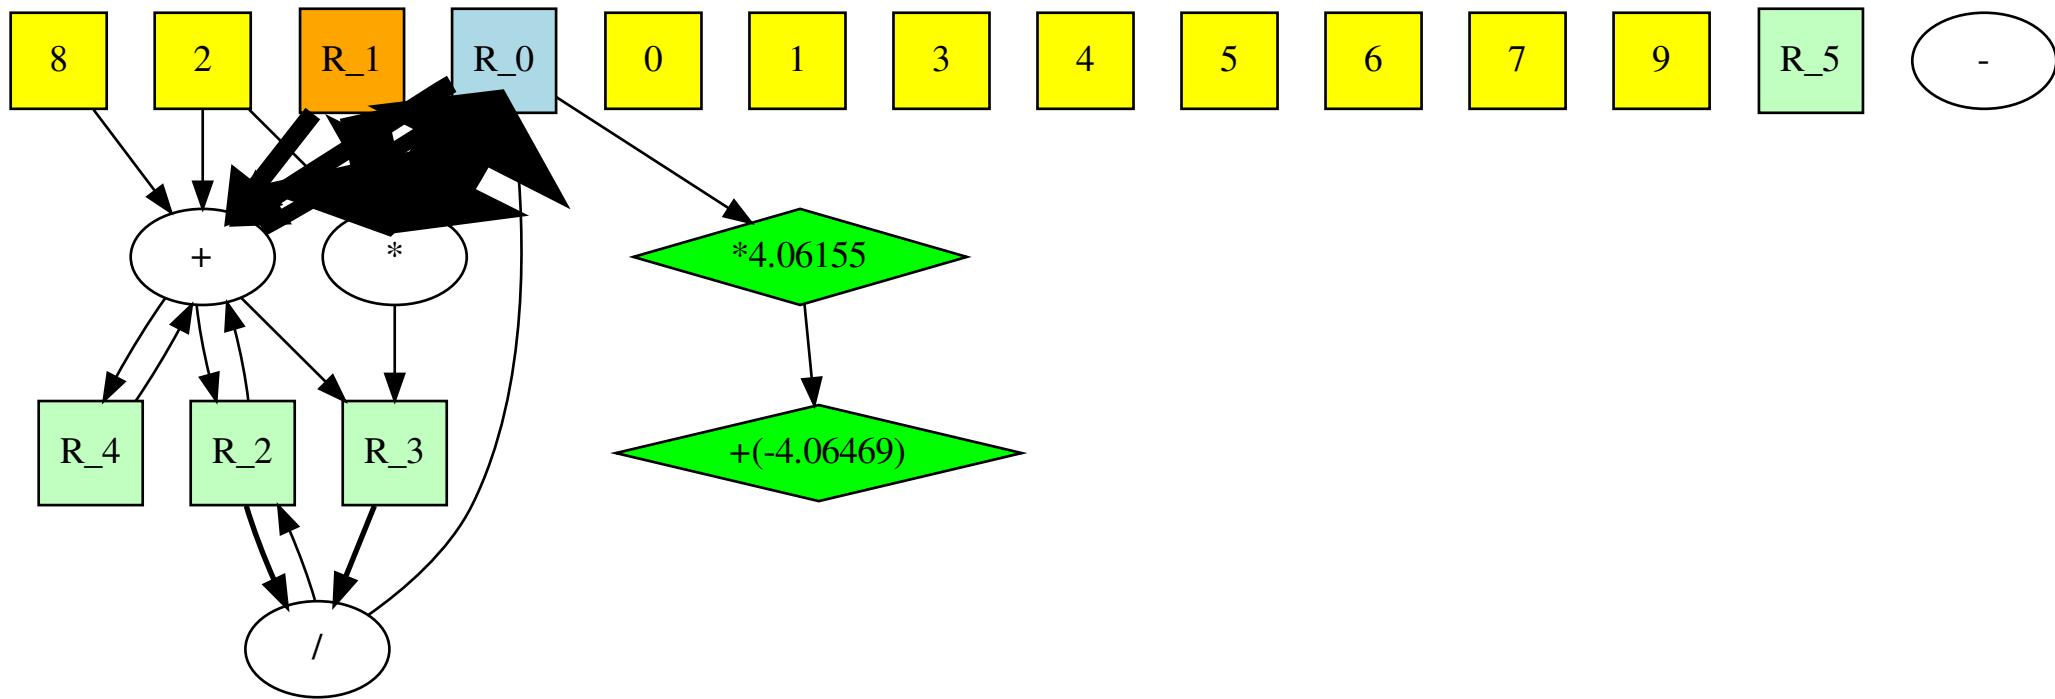 8 2 R_1 R_0 0 1 3 4 5 6 7 9 R_5 -
+ * *4.06155
R_4 R_2 R_3 +(-4.06469)
/